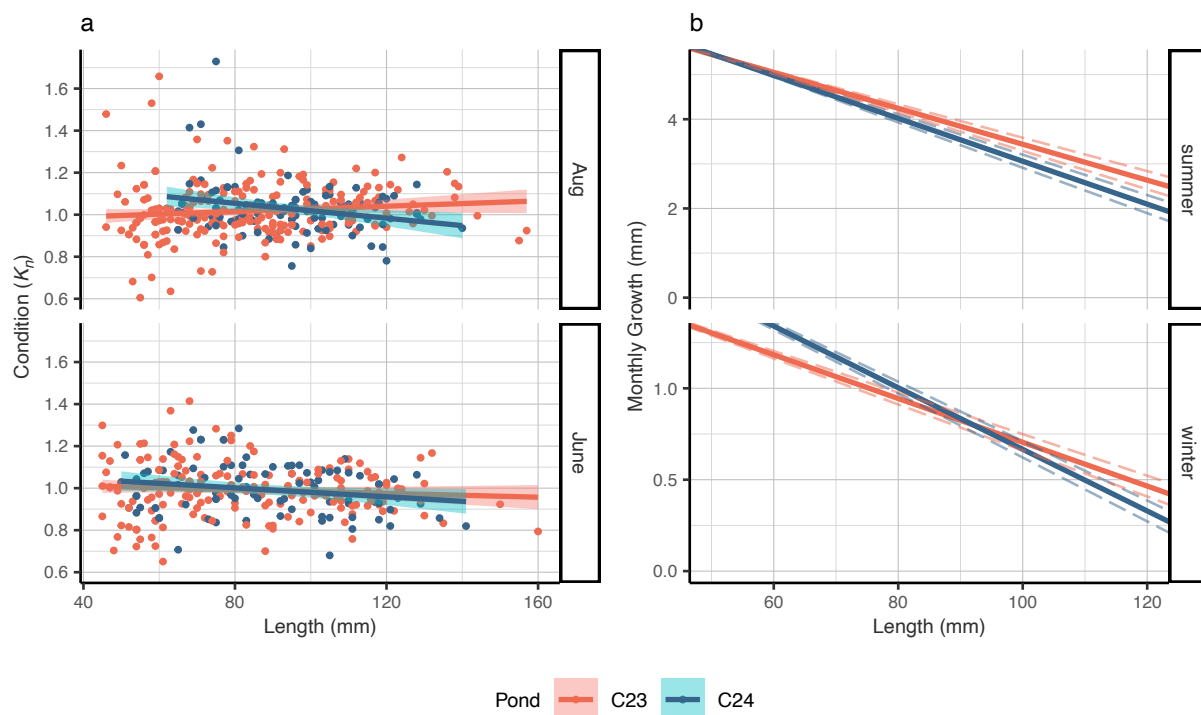 a
b
Condition (Kn)
1.6
1.4
1.2
1.0
0.8
0.6
Aug
1.6
1.4
1.2
1.0
0.8
0.6
June
40
80
120
160
Length (mm)
Monthly Growth (mm)
4
2
0
summer
1.0
0.5
0.0
winter
60
80
100
120
Length (mm)
Pond C23 C24